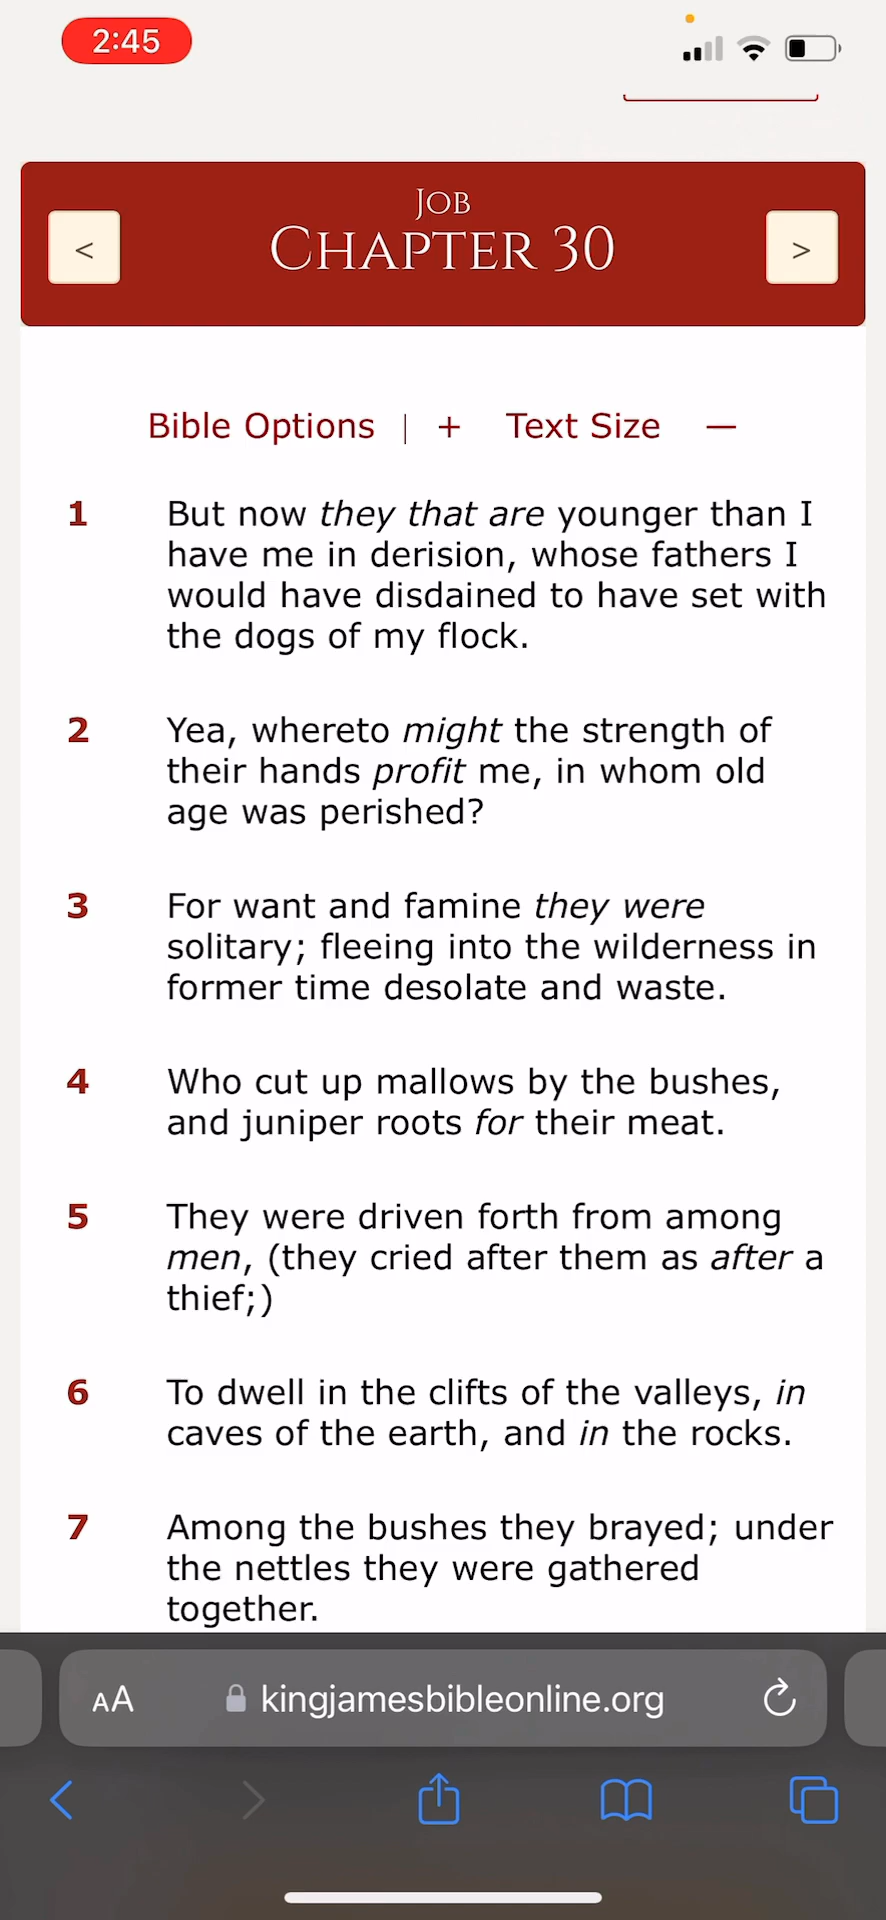 2:45
JOB
CHAPTER 30
<
>
Bible Options | + Text Size —
1 But now they that are younger than I
have me in derision, whose fathers I
would have disdained to have set with
the dogs of my flock.
2 Yea, whereto might the strength of
their hands profit me, in whom old
age was perished?
3 For want and famine they were
solitary; fleeing into the wilderness in
former time desolate and waste.
4 Who cut up mallows by the bushes,
and juniper roots for their meat.
5 They were driven forth from among
men, (they cried after them as after a
thief;)
6 To dwell in the clifts of the valleys, in
caves of the earth, and in the rocks.
7 Among the bushes they brayed; under
the nettles they were gathered
together.
AA kingjamesbibleonline.org